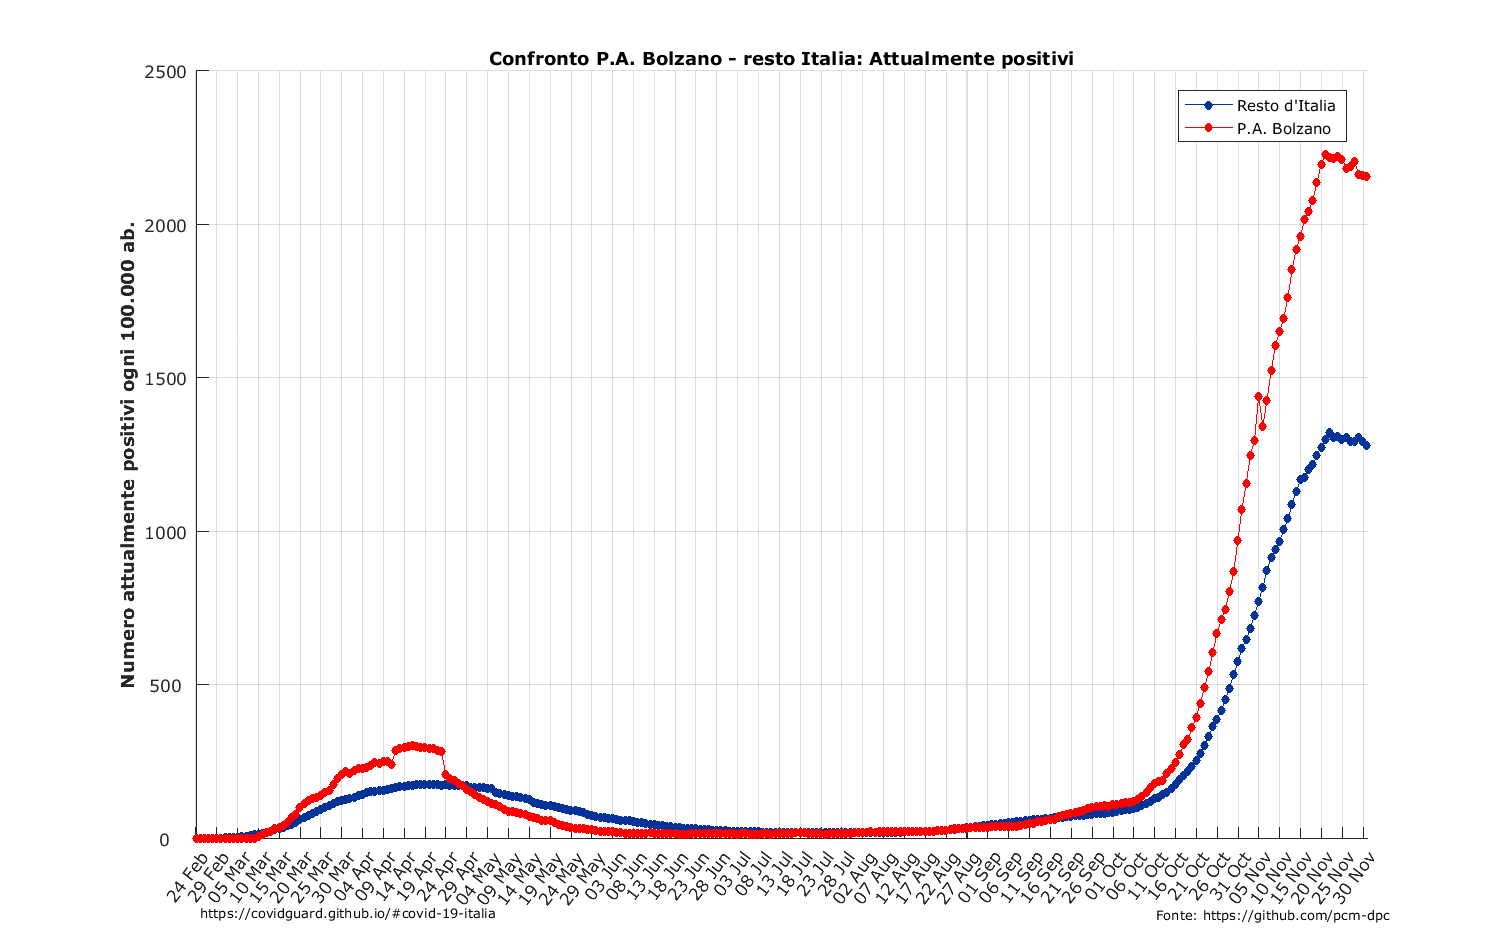 Confronto P.A. Bolzano - resto Italia: Attualmente positivi
Resto d'Italia
P.A. Bolzano
Numero attualmente positivi ogni 100.000 ab.
2500
2000
1500
1000
500
0
24 Feb
29 Feb
05 Mar
10 Mar
15 Mar
20 Mar
25 Mar
30 Mar
04 Apr
09 Apr
14 Apr
19 Apr
24 Apr
29 Apr
04 May
09 May
14 May
19 May
24 May
29 May
03 Jun
08 Jun
13 Jun
18 Jun
23 Jun
28 Jun
03 Jul
08 Jul
13 Jul
18 Jul
23 Jul
28 Jul
02 Aug
07 Aug
12 Aug
17 Aug
22 Aug
27 Aug
01 Sep
06 Sep
11 Sep
16 Sep
21 Sep
26 Sep
01 Oct
06 Oct
11 Oct
16 Oct
21 Oct
26 Oct
31 Oct
05 Nov
10 Nov
15 Nov
20 Nov
25 Nov
30 Nov
https://covidguard.github.io/#covid-19-italia
Fonte: https://github.com/pcm-dpc